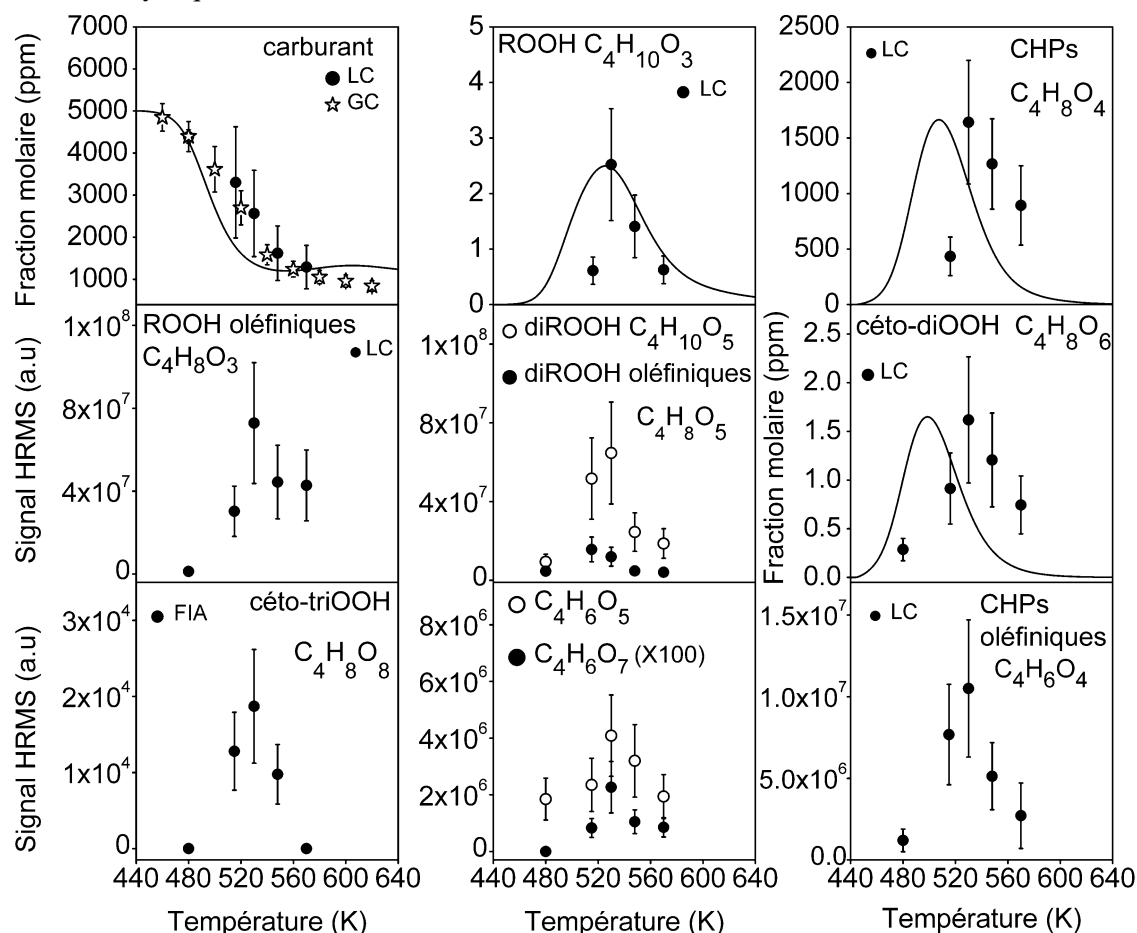 7000
6000
5000
4000
3000
2000
1000
Fraction molaire (ppm)
carburant
LC
GC
5
4
3
2
1
0
ROOH C4H10O3
LC
2500
2000
1500
1000
500
0
LC
CHPs
C4H8O4
Signal HRMS (a.u)
1x10^8
8x10^7
4x10^7
0
ROOH oléfiniques
C4H8O3
LC
1x10^8
8x10^7
4x10^7
0
diROOH C4H10O5
diROOH oléfiniques
C4H8O5
Fraction molaire (ppm)
2.5
2.0
1.5
1.0
0.5
0.0
céto-diOOH C4H8O6
LC
Signal HRMS (a.u)
3x10^4
2x10^4
1x10^4
0
FIA
céto-triOOH
C4H8O8
8x10^6
6x10^6
4x10^6
2x10^6
0
C4H6O5
C4H6O7 (X100)
1.5x10^7
1.0x10^7
5.0x10^6
0.0
LC
CHPs
oléfiniques
C4H6O4
440 480 520 560 600 640
440 480 520 560 600 640
440 480 520 560 600 640
Température (K)
Température (K)
Température (K)